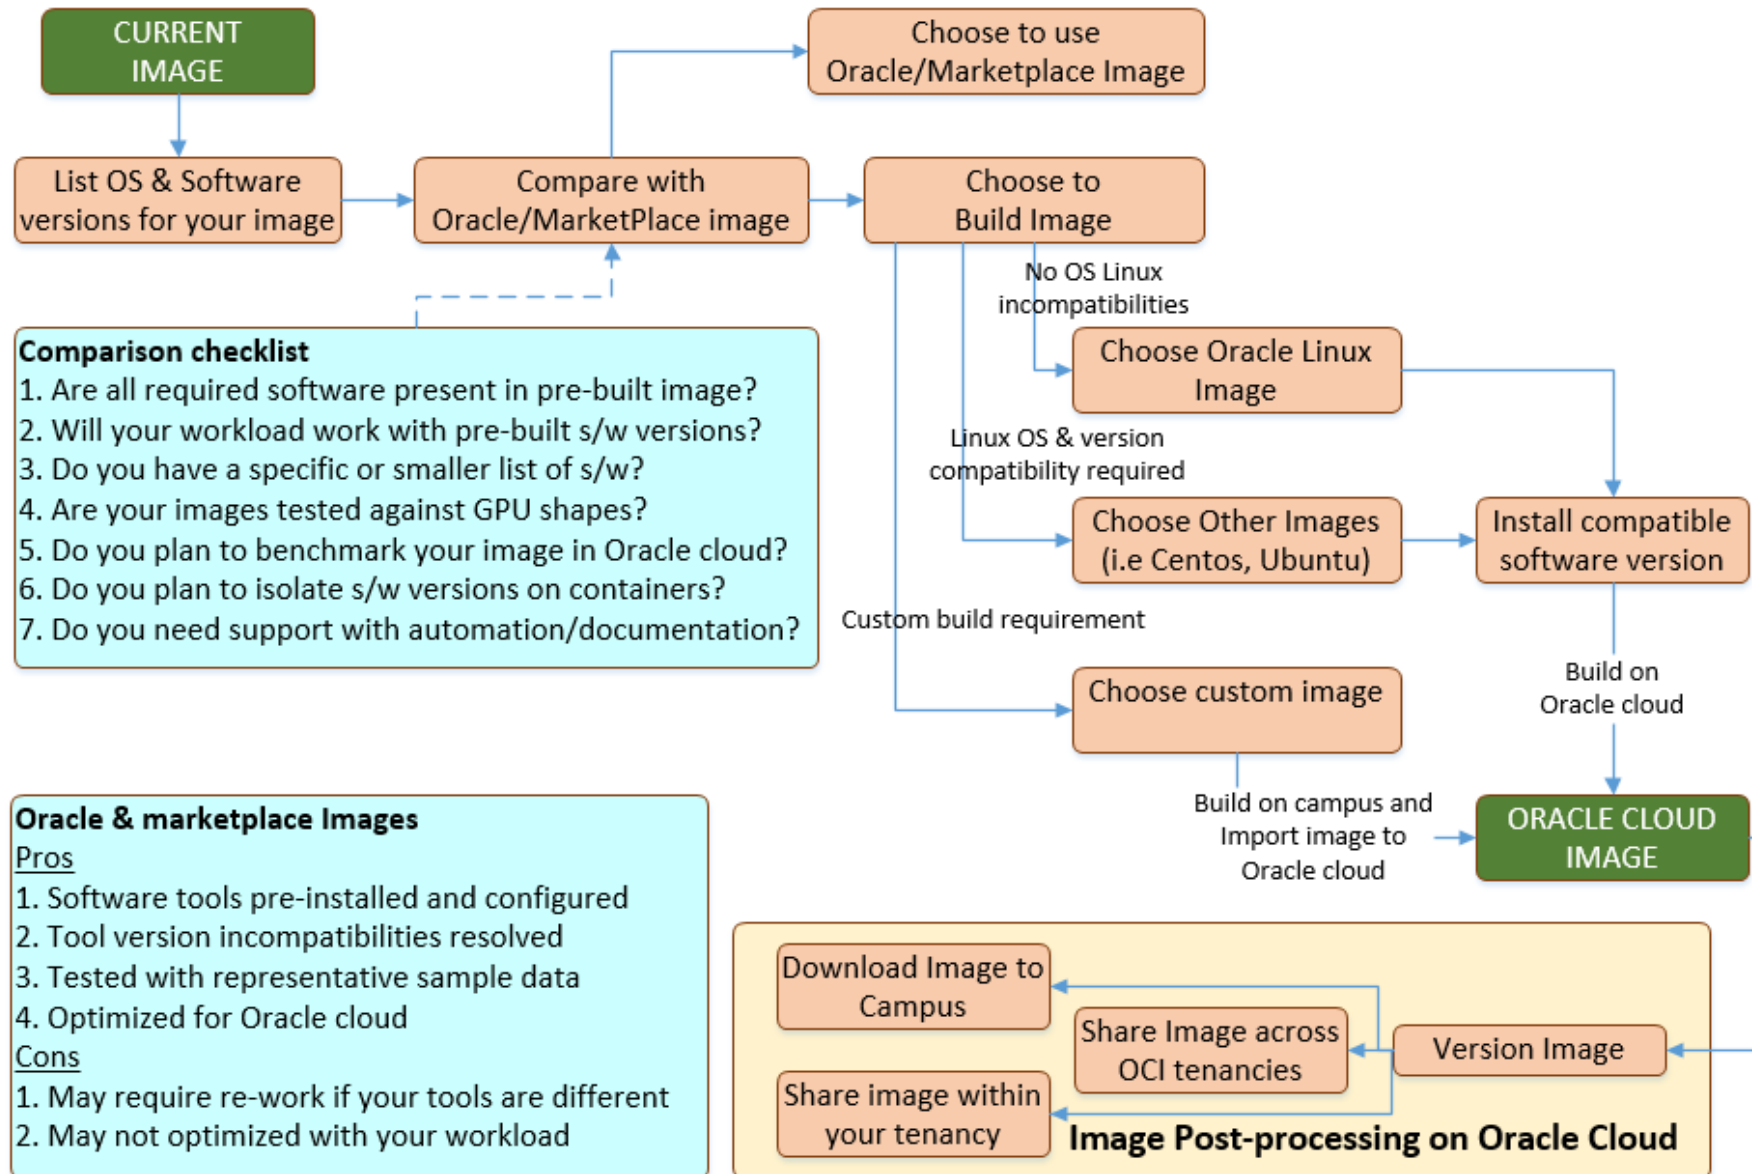 CURRENT
IMAGE
Choose to use
Oracle/Marketplace Image
List OS & Software
versions for your image
Compare with
Oracle/MarketPlace image
Choose to
Build Image
No OS Linux
incompatibilities
Comparison checklist
1. Are all required software present in pre-built image?
2. Will your workload work with pre-built s/w versions?
3. Do you have a specific or smaller list of s/w?
4. Are your images tested against GPU shapes?
5. Do you plan to benchmark your image in Oracle cloud?
6. Do you plan to isolate s/w versions on containers?
7. Do you need support with automation/documentation?
Choose Oracle Linux
Image
Linux OS & version
compatibility required
Choose Other Images
(i.e Centos, Ubuntu)
Install compatible
software version
Custom build requirement
Choose custom image
Build on
Oracle cloud
Build on campus and
Import image to
Oracle cloud
ORACLE CLOUD
IMAGE
Oracle & marketplace Images
Pros
1. Software tools pre-installed and configured
2. Tool version incompatibilities resolved
3. Tested with representative sample data
4. Optimized for Oracle cloud
Cons
1. May require re-work if your tools are different
2. May not optimized with your workload
Download Image to
Campus
Share Image across
OCI tenancies
Version Image
Share image within
your tenancy
Image Post-processing on Oracle Cloud